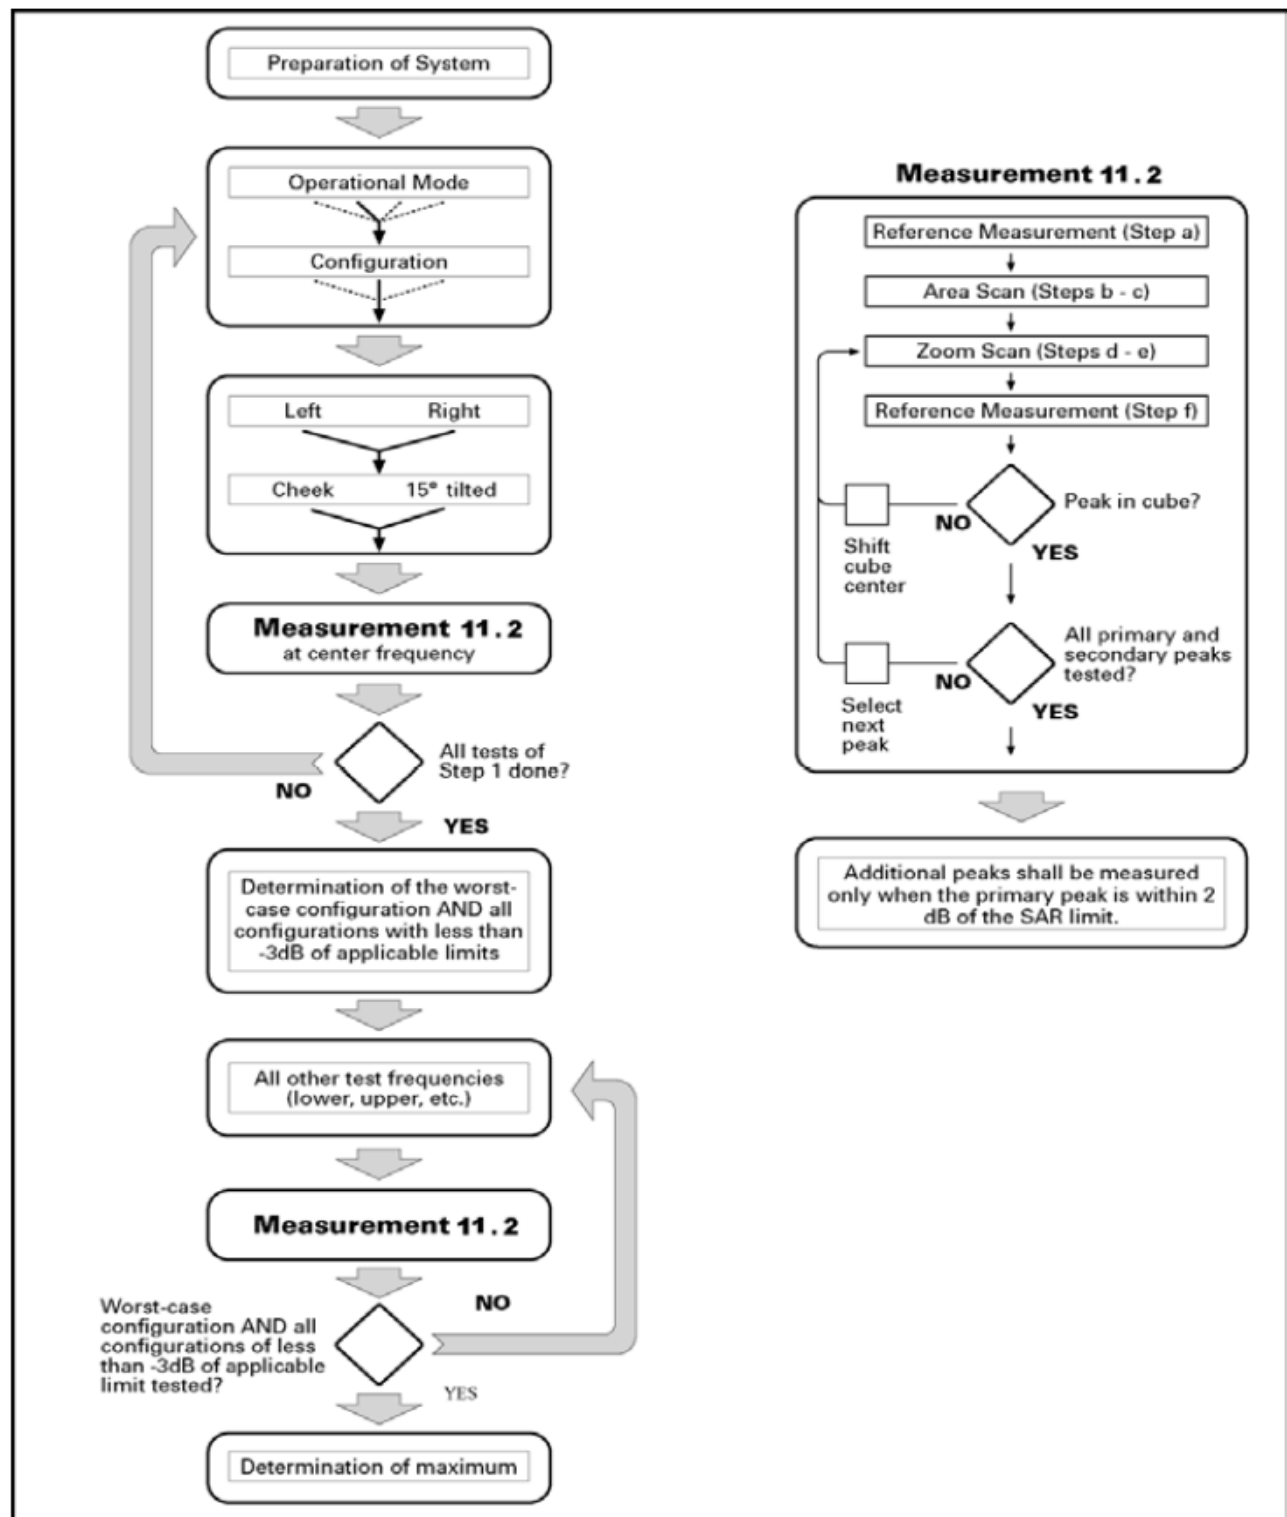 Preparation of System
Operational Mode
Configuration
Left Right
Cheek 15° tilted
Measurement 11.2
at center frequency
All tests of
Step 1 done?
NO
YES
Determination of the worst-
case configuration AND all
configurations with less than
-3dB of applicable limits
All other test frequencies
(lower, upper, etc.)
Measurement 11.2
NO
Worst-case
configuration AND all
configurations of less
than -3dB of applicable
limit tested?
YES
Determination of maximum
Measurement 11.2
Reference Measurement (Step a)
Area Scan (Steps b - c)
Zoom Scan (Steps d - e)
Reference Measurement (Step f)
Peak in cube?
NO
YES
Shift
cube
center
All primary and
secondary peaks
tested?
NO
YES
Select
next
peak
Additional peaks shall be measured
only when the primary peak is within 2
dB of the SAR limit.